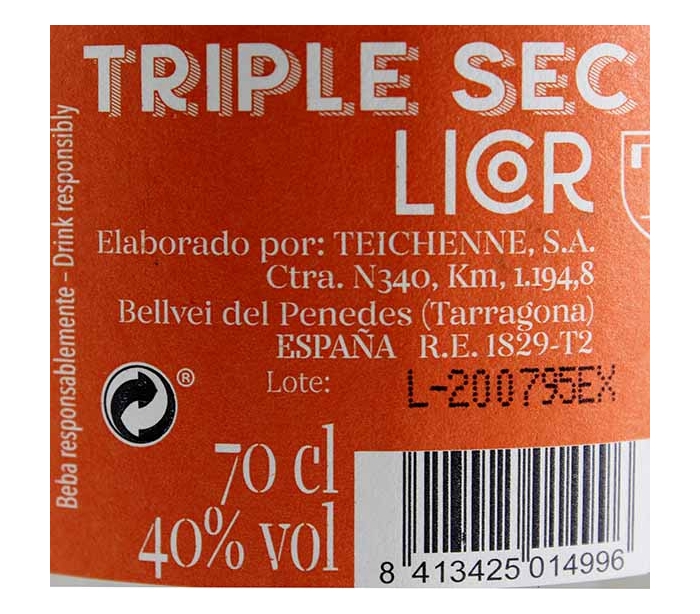 TRIPLE SEC
LICOR
Elaborado por: TEICHENNE, S.A.
Ctra. N340, Km, 1.194,8
Bellvei del Penedes (Tarragona)
ESPAÑA R.E. 1829-T2
Lote: L-200795EX
®
70 cl
40% vol
8 413425 014996
Beba responsablemente – Drink responsibly